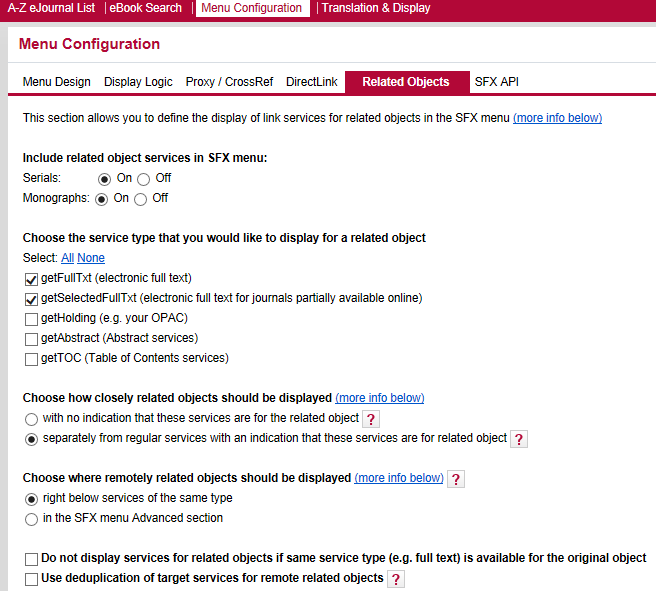 A-Z eJournal List | eBook Search | Menu Configuration | Translation & Display
Menu Configuration
Menu Design Display Logic Proxy / CrossRef DirectLink Related Objects SFX API
This section allows you to define the display of link services for related objects in the SFX menu (more info below)
Include related object services in SFX menu:
Serials: On Off
Monographs: On Off
Choose the service type that you would like to display for a related object
Select: All None
getFullTxt (electronic full text)
getSelectedFullTxt (electronic full text for journals partially available online)
getHolding (e.g. your OPAC)
getAbstract (Abstract services)
getTOC (Table of Contents services)
Choose how closely related objects should be displayed (more info below)
with no indication that these services are for the related object ?
separately from regular services with an indication that these services are for related object ?
Choose where remotely related objects should be displayed (more info below) ?
right below services of the same type
in the SFX menu Advanced section
Do not display services for related objects if same service type (e.g. full text) is available for the original object
Use deduplication of target services for remote related objects ?